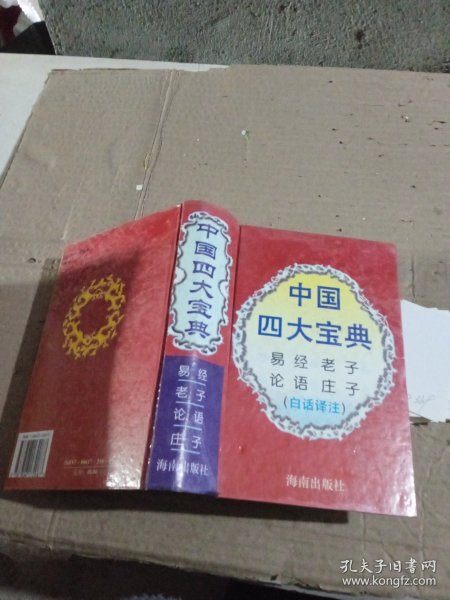 中国
四大宝典
易经老子
论语庄子
(白话译注)
海南出版社
中国四大宝典
易经
老子
论语
庄子
海南出版社
孔夫子旧书网
www.kongfz.com